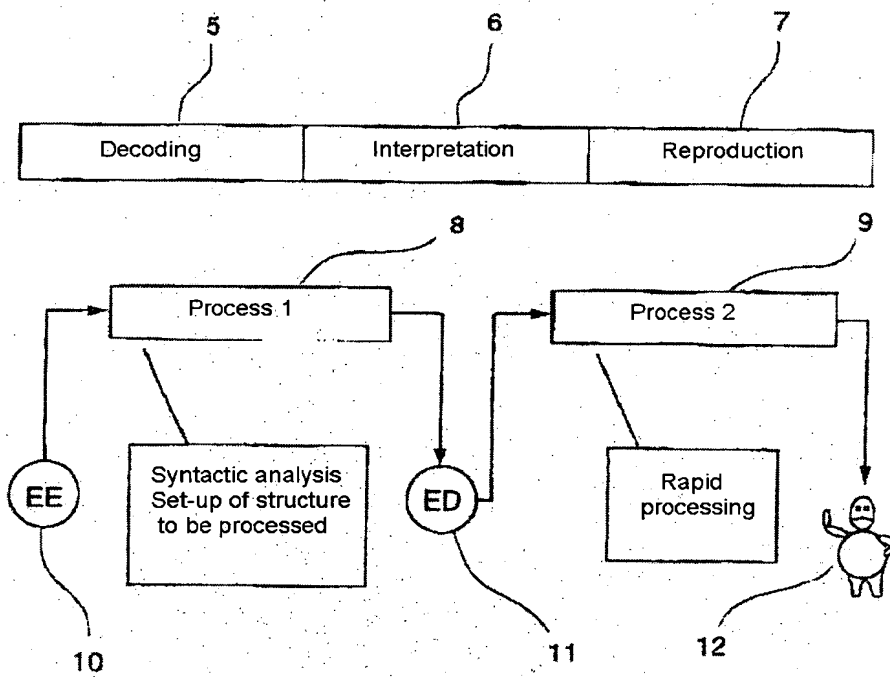 5
6
7
Decoding
Interpretation
Reproduction
8
9
Process 1
Process 2
EE
Syntactic analysis
Set-up of structure
to be processed
ED
Rapid
processing
10
11
12